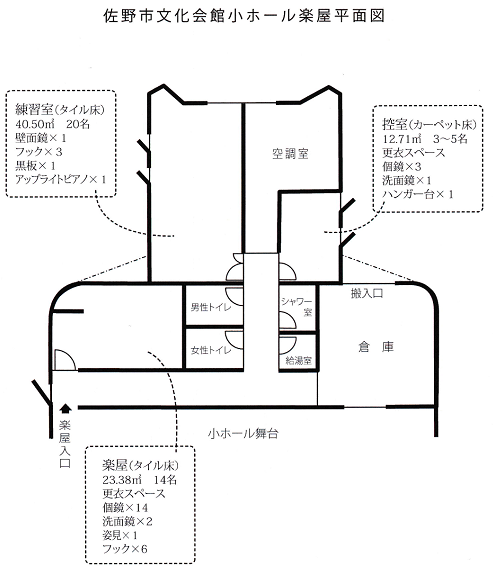 佐野市文化会館小ホール楽屋平面図
練習室(タイル床)
40.50㎡ 20名
壁面鏡×1
フック×3
黒板×1
アップライトピアノ×1
空調室
控室(カーペット床)
12.71㎡ 3〜5名
更衣スペース
個鏡×3
洗面鏡×1
ハンガー台×1
搬入口
男性トイレ
シャワー
室
女性トイレ
給湯室
倉庫
楽屋入口
小ホール舞台
楽屋(タイル床)
23.38㎡ 14名
更衣スペース
個鏡×14
洗面鏡×2
姿見×1
フック×6